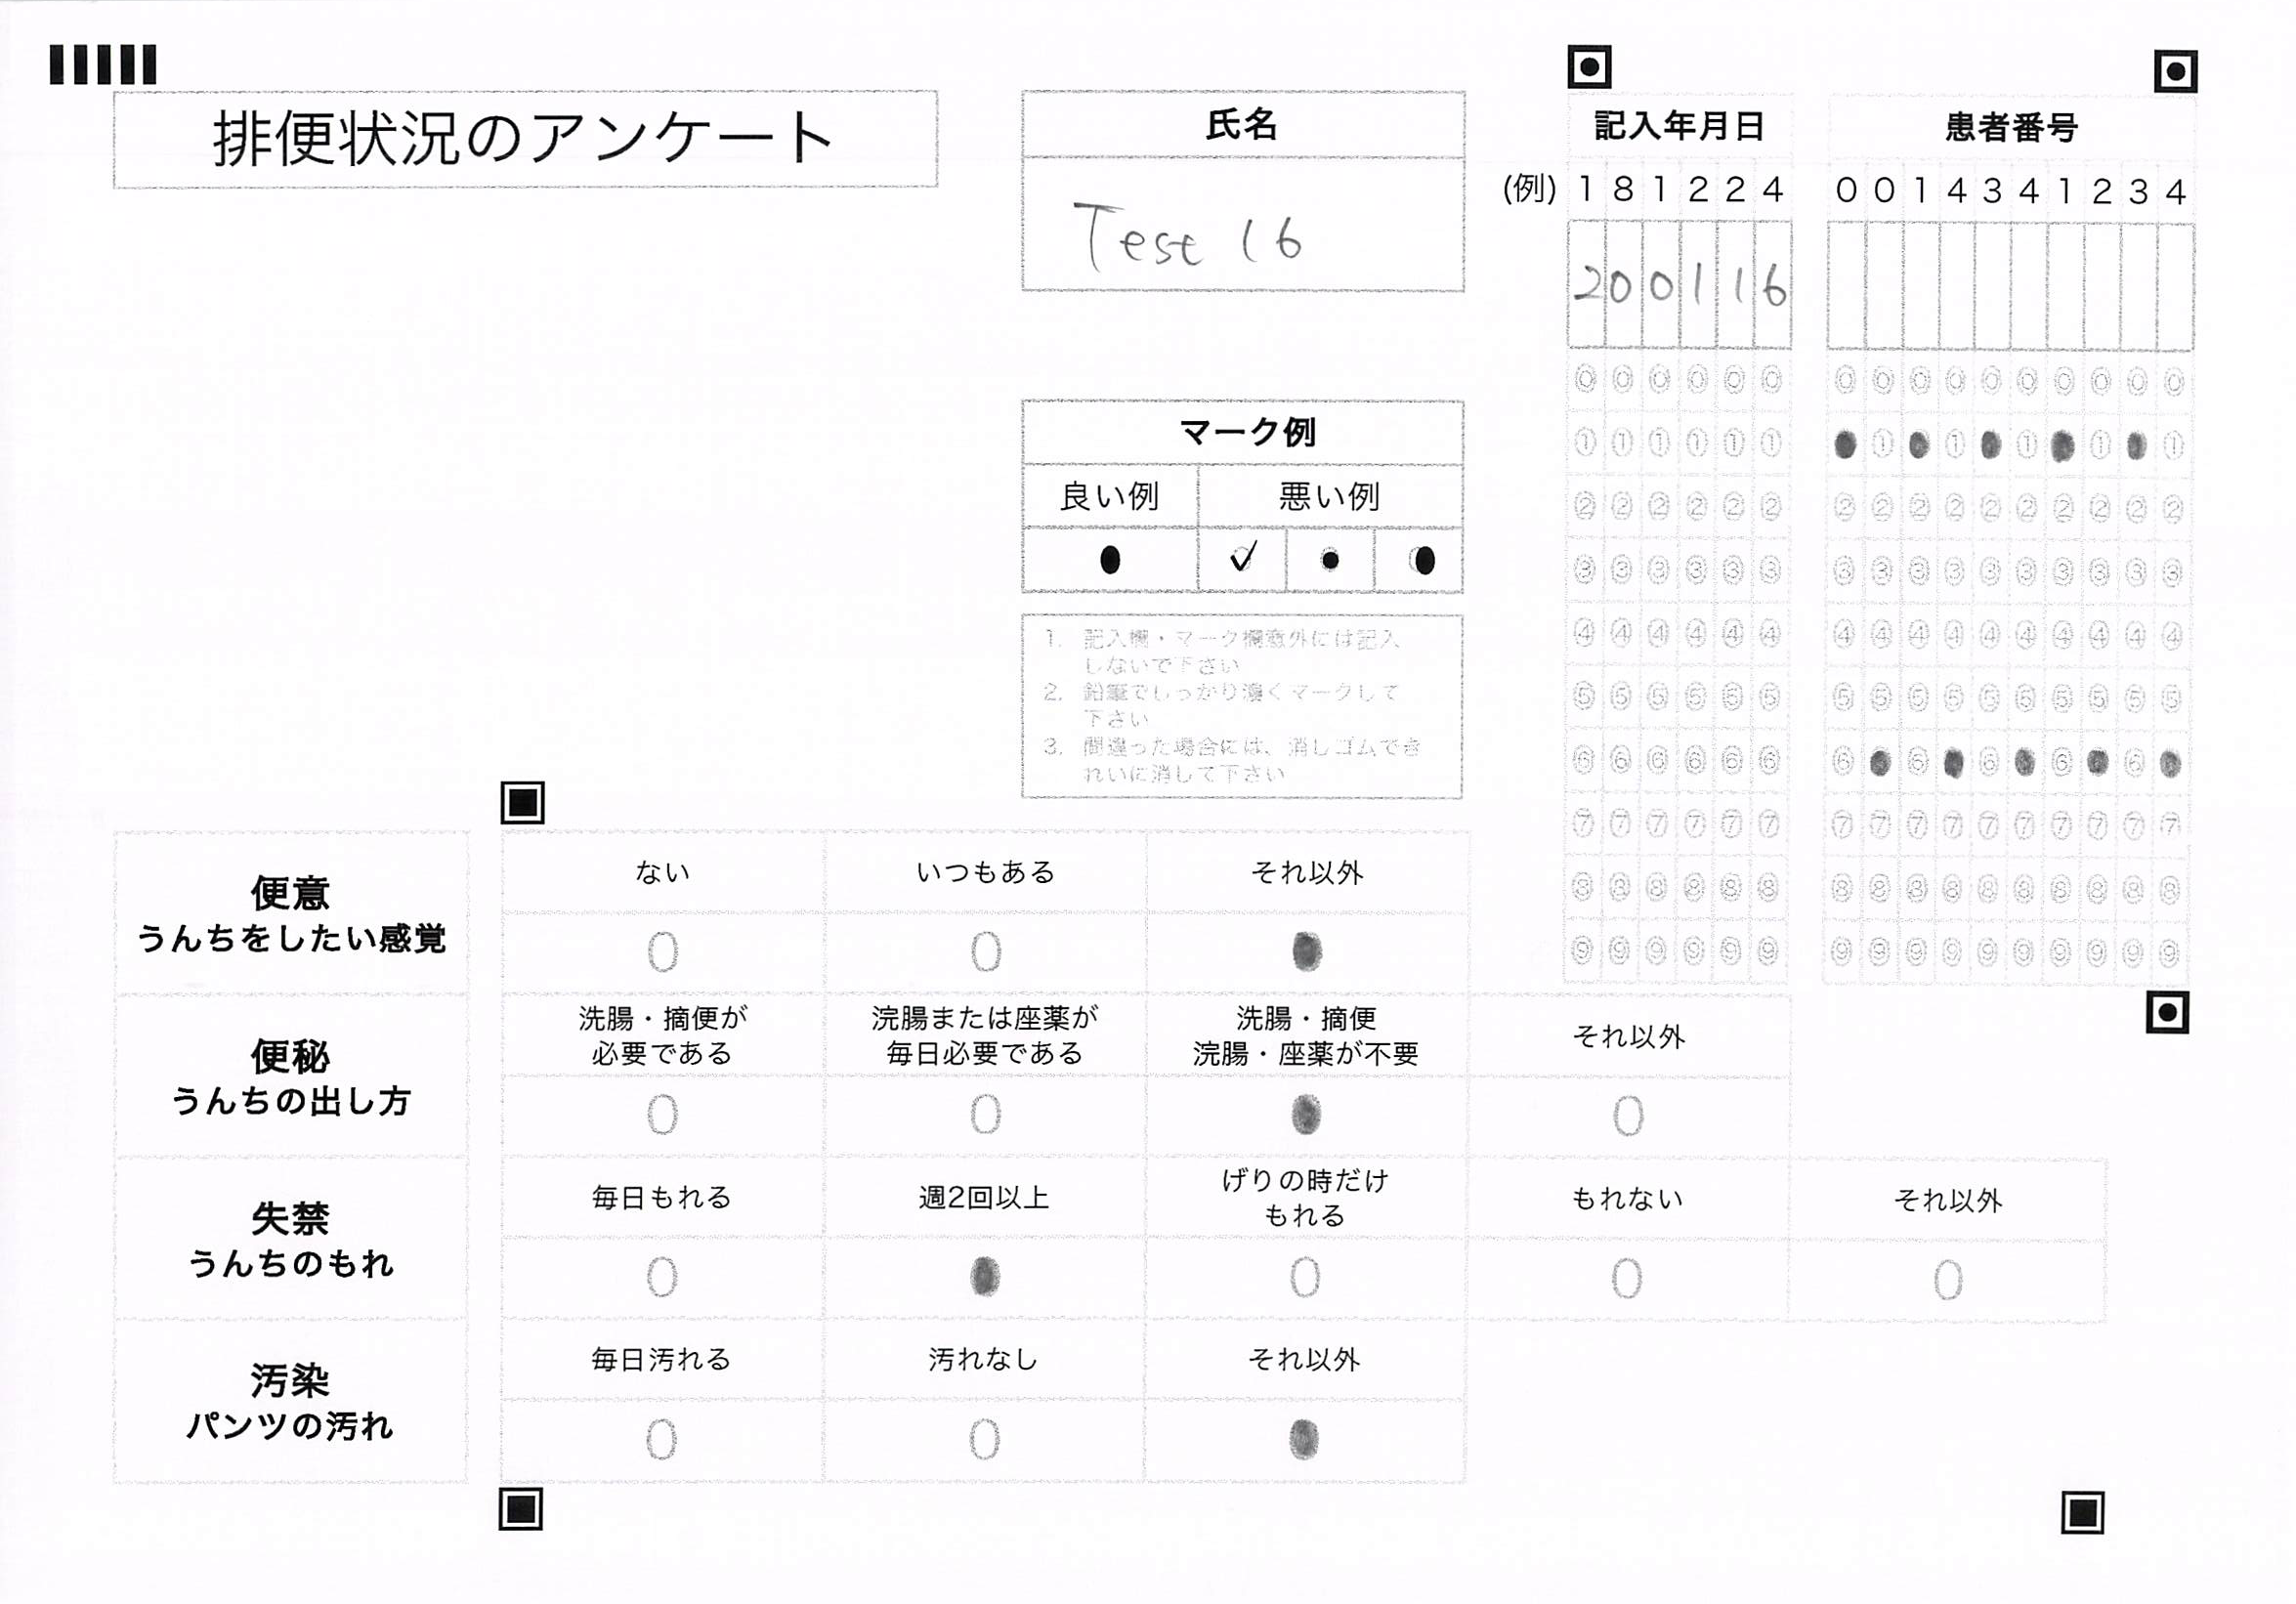 排便状況のアンケート
氏名
Test 16
記入年月日
患者番号
(例) 1 8 1 2 2 4
0 0 1 4 3 4 1 2 3 4
2 0 0 1 1 6
0 0 0 0 0 0 0 0 0 0 0 0 0 0 0 0
1 1 1 1 1 1 1 1 1 1 1
2 2 2 2 2 2 2 2 2 2 2 2 2 2 2 2
3 3 3 3 3 3 3 3 3 3 3 3 3 3 3 3
4 4 4 4 4 4 4 4 4 4 4 4 4 4 4 4
5 5 5 5 5 5 5 5 5 5 5 5 5 5 5 5
6 6 6 6 6 6 6 6 6 6 6
7 7 7 7 7 7 7 7 7 7 7 7 7 7 7 7
8 8 8 8 8 8 8 8 8 8 8 8 8 8 8 8
9 9 9 9 9 9 9 9 9 9 9 9 9 9 9 9
マーク例
良い例 悪い例
1. 記入欄・マーク欄意外には記入
しないで下さい
2. 鉛筆でしっかり濃くマークして
下さい
3. 間違った場合には、消しゴムでき
れいに消して下さい
便意
うんちをしたい感覚
ない いつもある それ以外
便秘
うんちの出し方
洗腸・摘便が
必要である
浣腸または座薬が
毎日必要である
洗腸・摘便
浣腸・座薬が不要
それ以外
失禁
うんちのもれ
毎日もれる
週2回以上
げりの時だけ
もれる
もれない
それ以外
汚染
パンツの汚れ
毎日汚れる 汚れなし それ以外